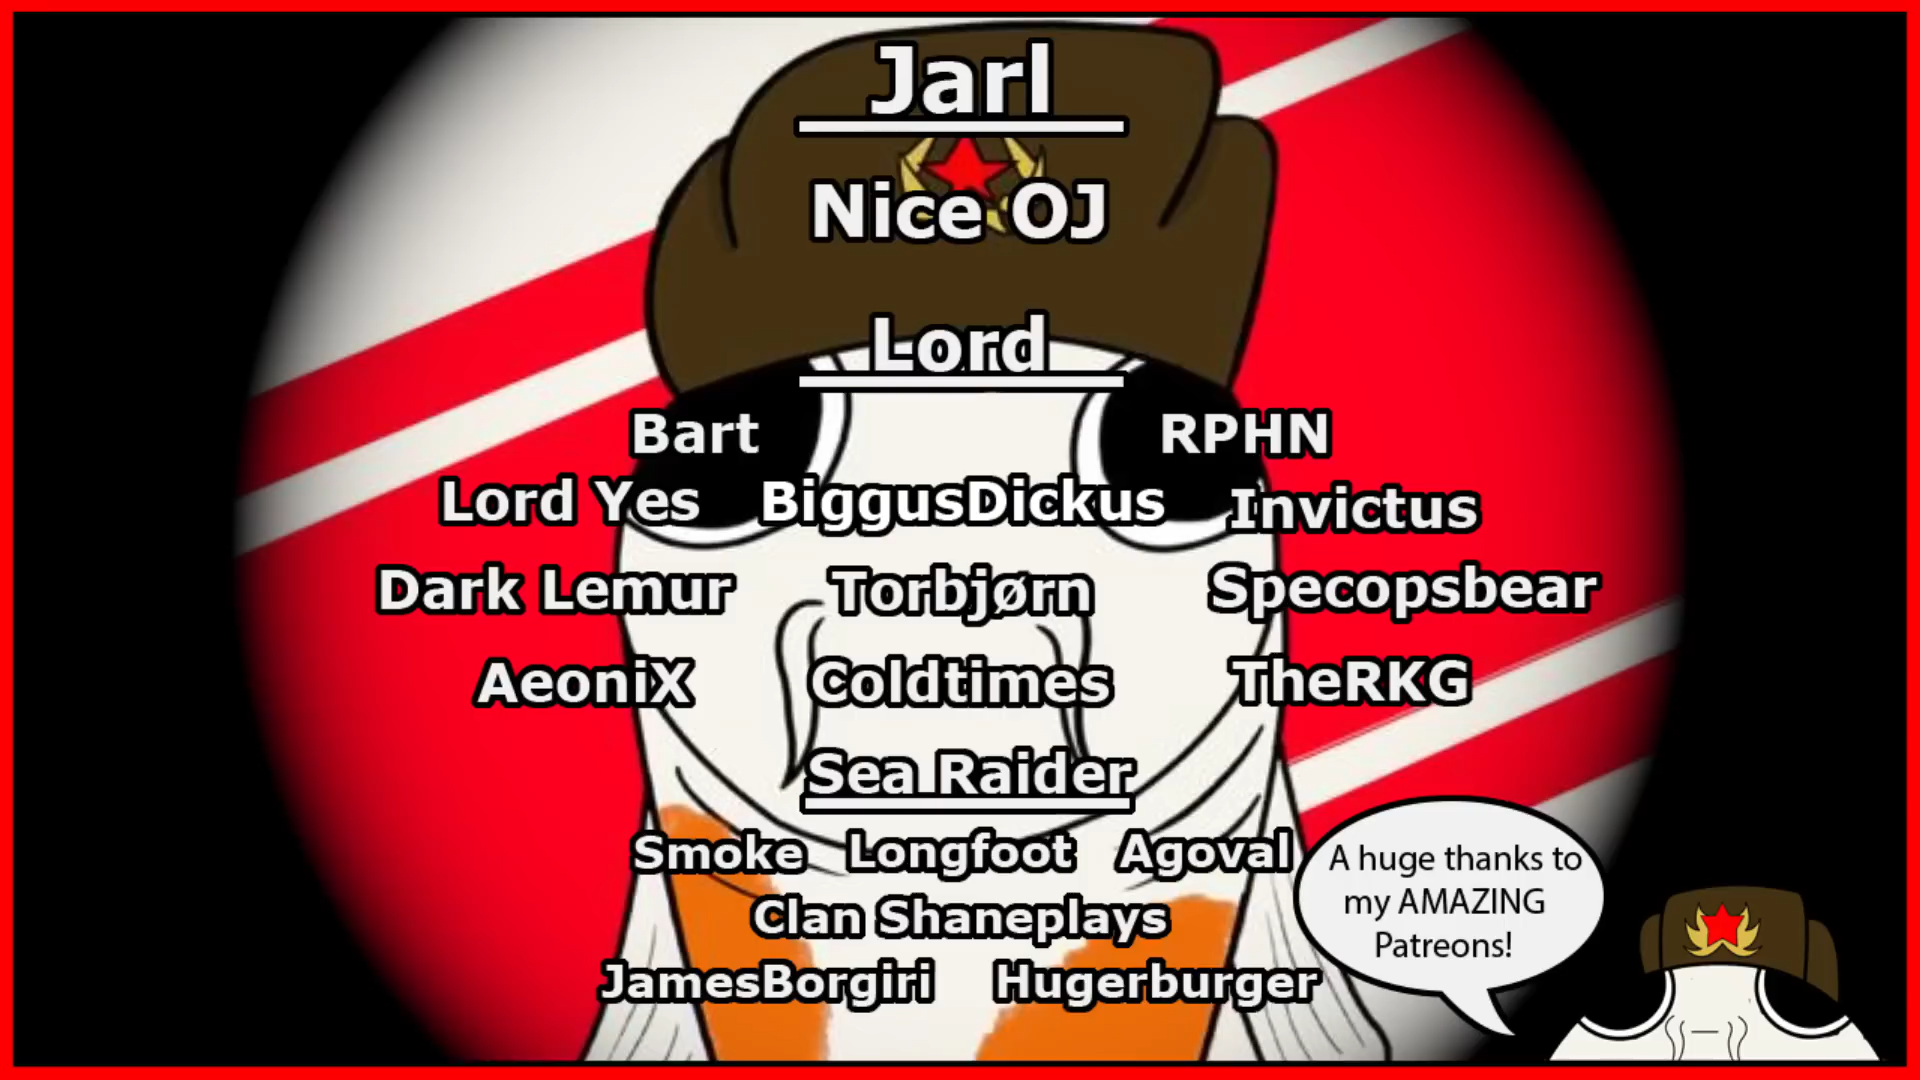 Jarl
Nice OJ
Lord
Bart RPHN
Lord Yes BiggusDickus Invictus
Dark Lemur Torbjørn Specopsbear
AeoniX Coldtimes TheRKG
Sea Raider
Smoke Longfoot Agoval
Clan Shaneplays
JamesBorgiri Hugerburger
A huge thanks to
my AMAZING
Patreons!